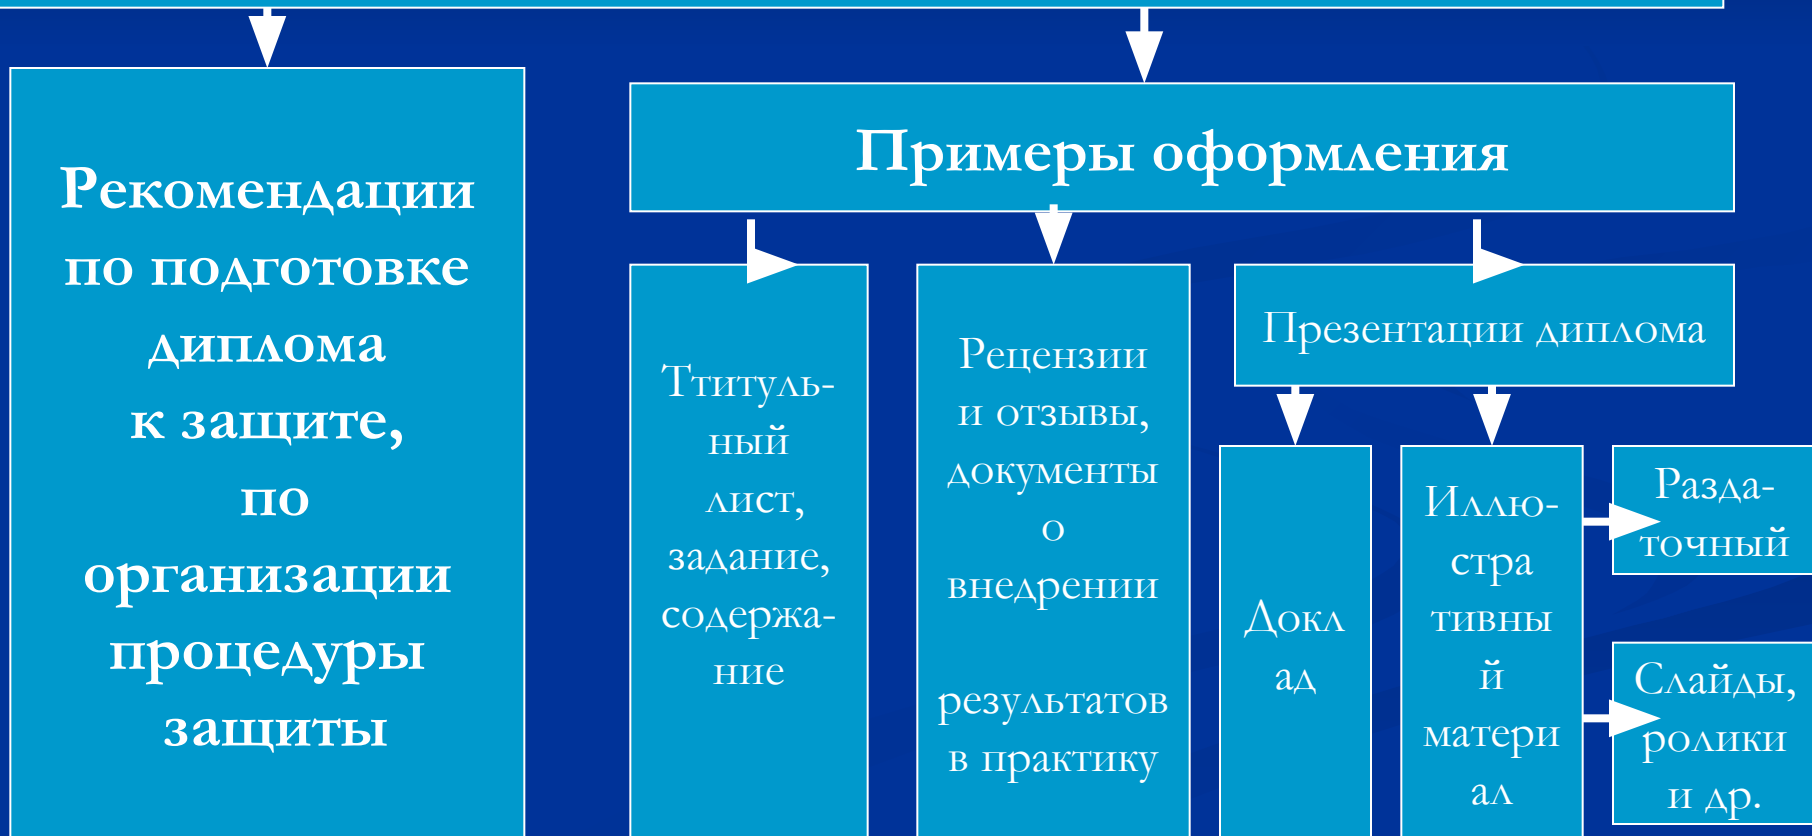 Рекомендации
по подготовке
диплома
к защите,
по
организации
процедуры
защиты
Примеры оформления
Ттитуль-
ный
лист,
задание,
содержа-
ние
Рецензии
и отзывы,
документы
о
внедрении
результатов
в практику
Презентации диплома
Докл
ад
Иллю-
стра
тивны
й
матери
ал
Разда-
точный
Слайды,
ролики
и др.